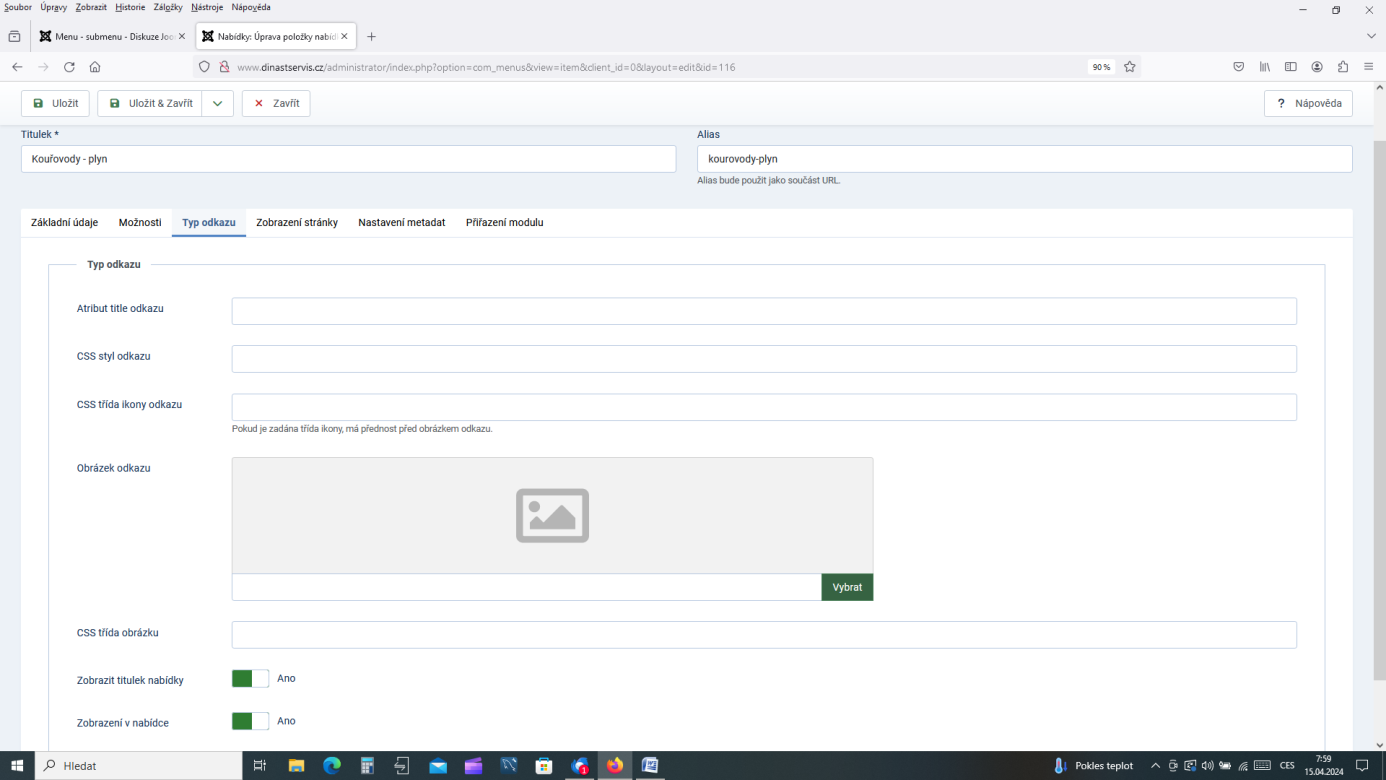 Soubor Úpravy Zobrazit Historie Záložky Nástroje Nápověda
Menu - submenu - Diskuze Joo
Nabídky: Úprava položky nabíd
www.dinastservis.cz/administrator/index.php?option=com_menus&view=item&client_id=0&layout=edit&id=116
90 %
Uložit
Uložit & Zavřít
Zavřít
? Nápověda
Titulek *
Alias
Kouřovody - plyn
kourovody-plyn
Alias bude použit jako součást URL.
Základní údaje Možnosti Typ odkazu Zobrazení stránky Nastavení metadat Přiřazení modulu
Typ odkazu
Atribut title odkazu
CSS styl odkazu
CSS třída ikony odkazu
Pokud je zadána třída ikony, má přednost před obrázkem odkazu.
Obrázek odkazu
Vybrat
CSS třída obrázku
Zobrazit titulek nabídky
Ano
Zobrazení v nabídce
Ano
Hledat
1
Pokles teplot
CES
7:59
15.04.2024